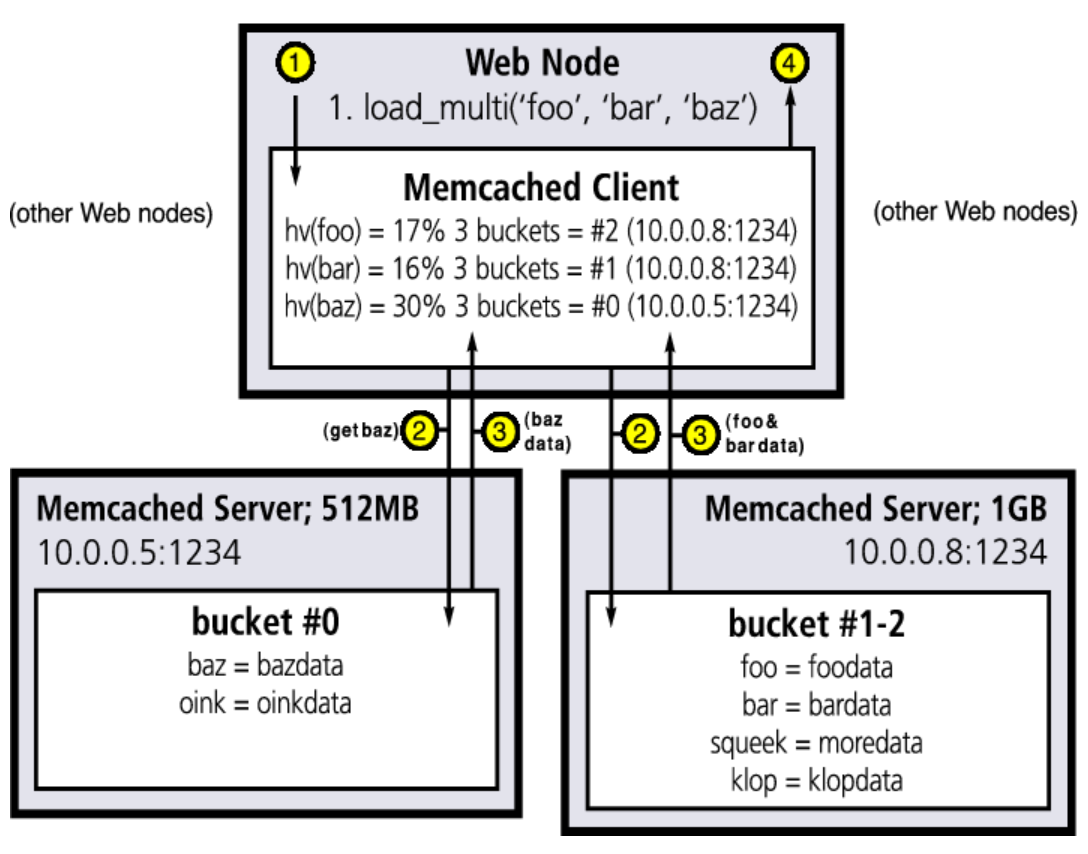 1
Web Node
4
1. load_multi(‘foo’, ‘bar’, ‘baz’)
Memcached Client
(other Web nodes)
(other Web nodes)
hv(foo) = 17% 3 buckets = #2 (10.0.0.8:1234)
hv(bar) = 16% 3 buckets = #1 (10.0.0.8:1234)
hv(baz) = 30% 3 buckets = #0 (10.0.0.5:1234)
(get baz)
2
3
(baz
data)
2
3
(foo &
bar data)
Memcached Server; 512MB
10.0.0.5:1234
bucket #0
baz = bazdata
oink = oinkdata
Memcached Server; 1GB
10.0.0.8:1234
bucket #1-2
foo = foodata
bar = bardata
squeek = moredata
klop = klopdata